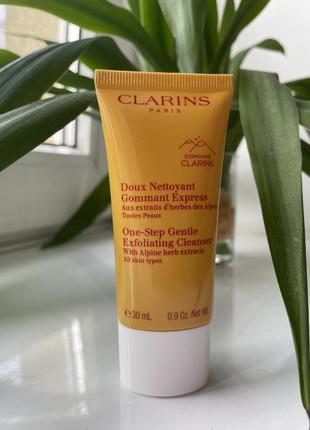 CLARINS
PARIS
DOMAINE
CLARINS
Doux Nettoyant
Gommant Express
Aux extraits d'herbes des Alpes
Toutes Peaux
One-Step Gentle
Exfoliating Cleanser
With Alpine herb extracts
All skin types
e 30 mL 0.9 Oz. Net Wt.